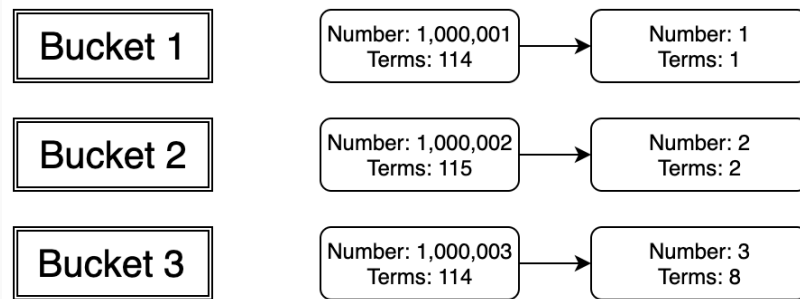 Bucket 1
Number: 1,000,001
Terms: 114
Number: 1
Terms: 1
Bucket 2
Number: 1,000,002
Terms: 115
Number: 2
Terms: 2
Bucket 3
Number: 1,000,003
Terms: 114
Number: 3
Terms: 8